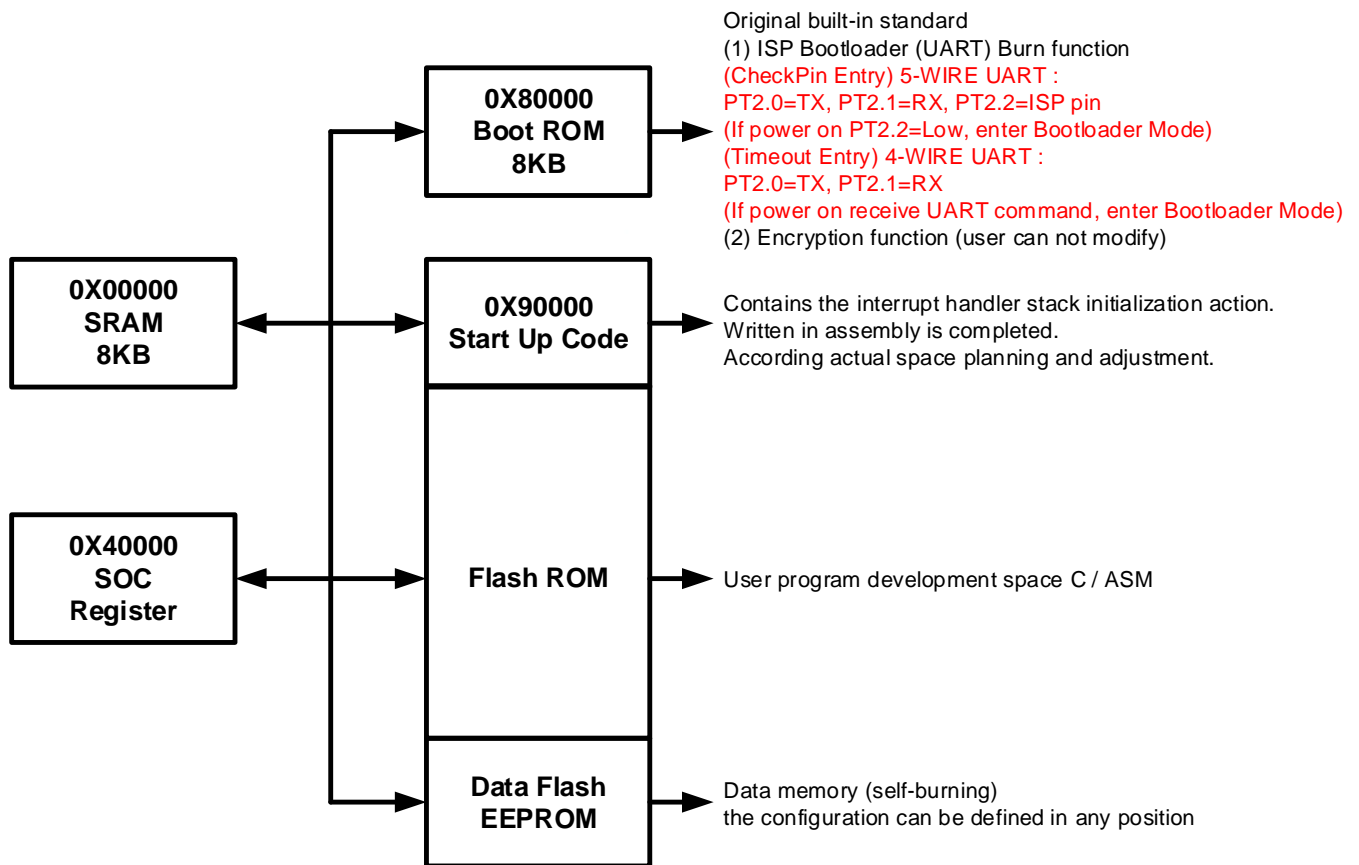 Original built-in standard
(1) ISP Bootloader (UART) Burn function
(CheckPin Entry) 5-WIRE UART :
PT2.0=TX, PT2.1=RX, PT2.2=ISP pin
(If power on PT2.2=Low, enter Bootloader Mode)
(Timeout Entry) 4-WIRE UART :
PT2.0=TX, PT2.1=RX
(If power on receive UART command, enter Bootloader Mode)
(2) Encryption function (user can not modify)
0X80000
Boot ROM
8KB
0X00000
SRAM
8KB
0X90000
Start Up Code
Contains the interrupt handler stack initialization action.
Written in assembly is completed.
According actual space planning and adjustment.
0X40000
SOC
Register
Flash ROM
User program development space C / ASM
Data Flash
EEPROM
Data memory (self-burning)
the configuration can be defined in any position